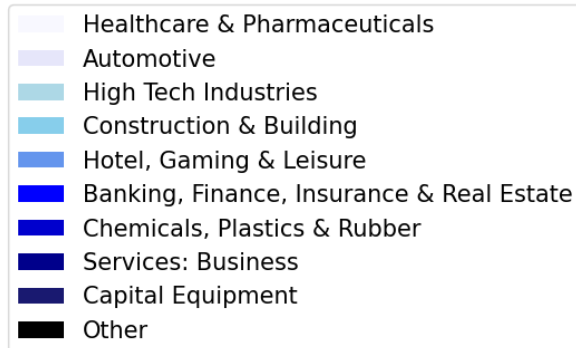 Healthcare & Pharmaceuticals
Automotive
High Tech Industries
Construction & Building
Hotel, Gaming & Leisure
Banking, Finance, Insurance & Real Estate
Chemicals, Plastics & Rubber
Services: Business
Capital Equipment
Other